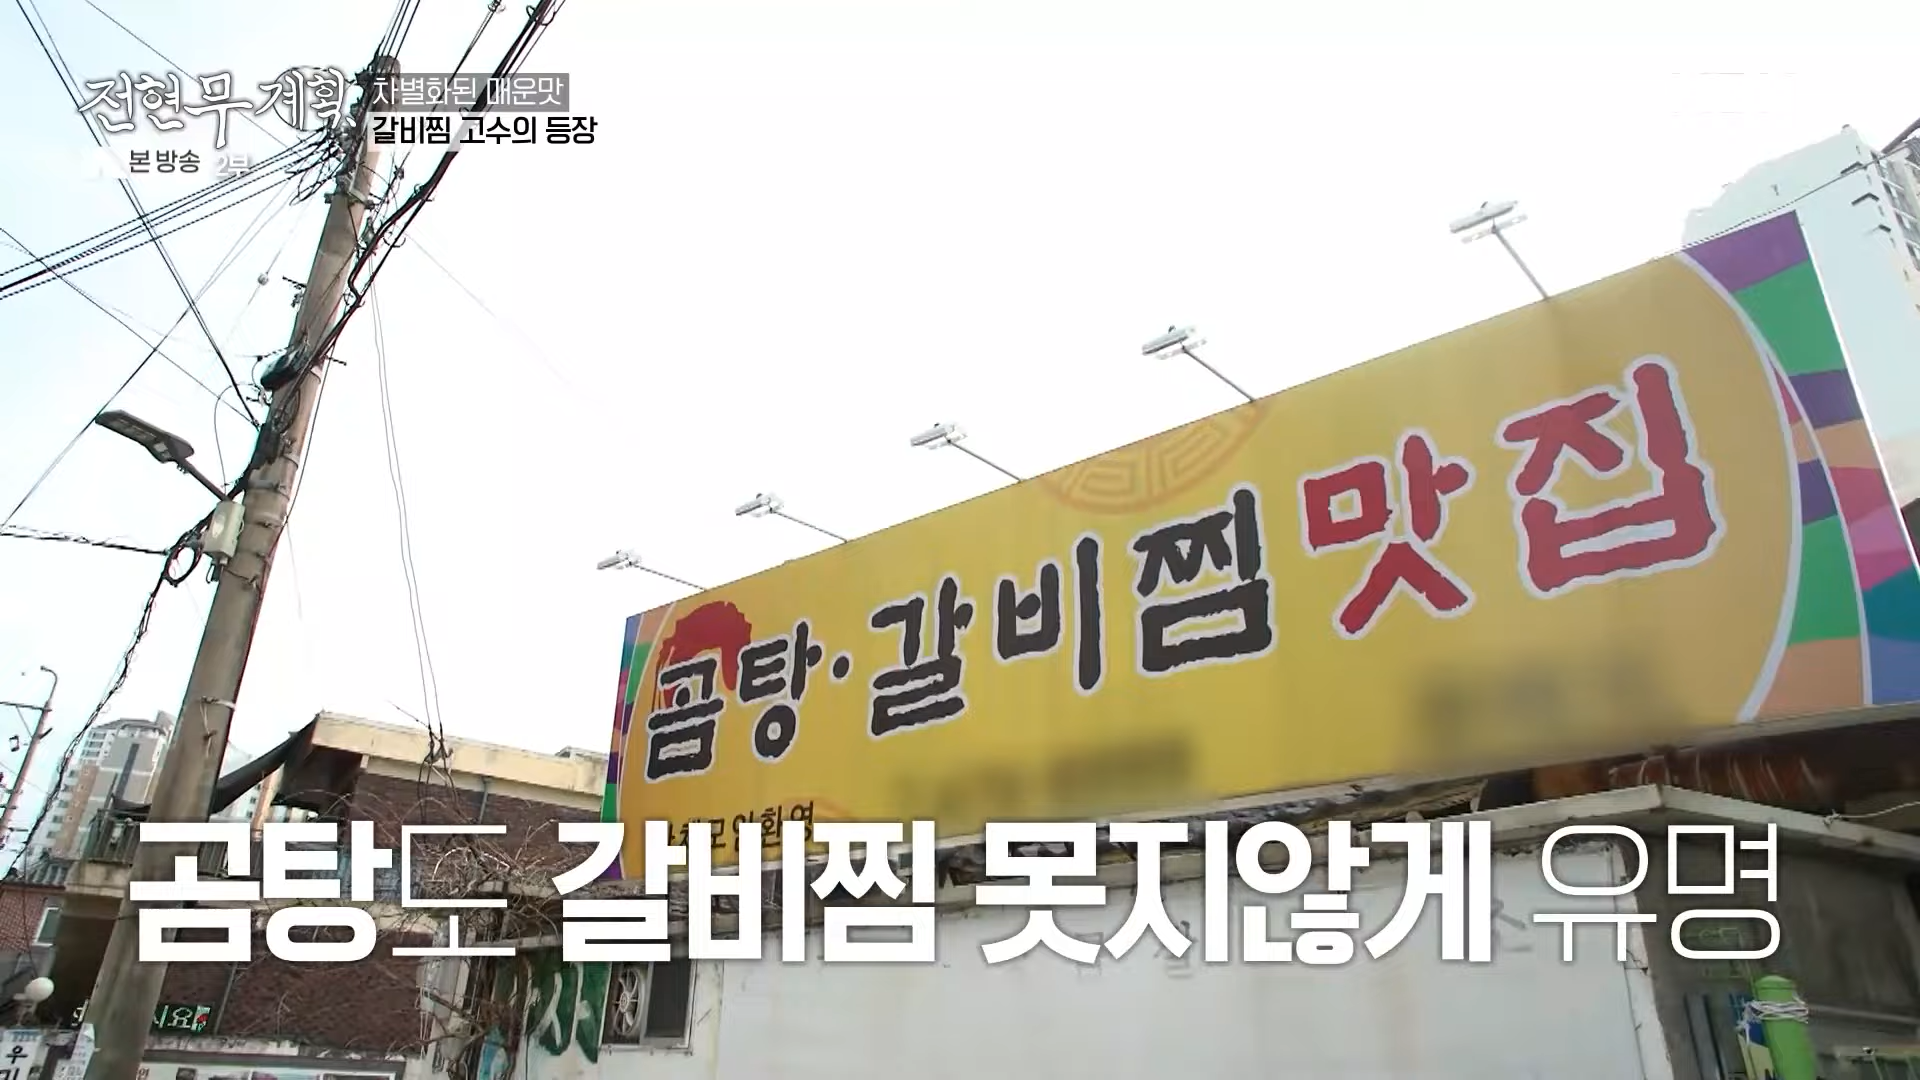 전현무계획
차별화된 매운맛
갈비찜 고수의 등장
본 방송 2부
곰탕·갈비찜맛집
곰탕도 갈비찜 못지않게 유명